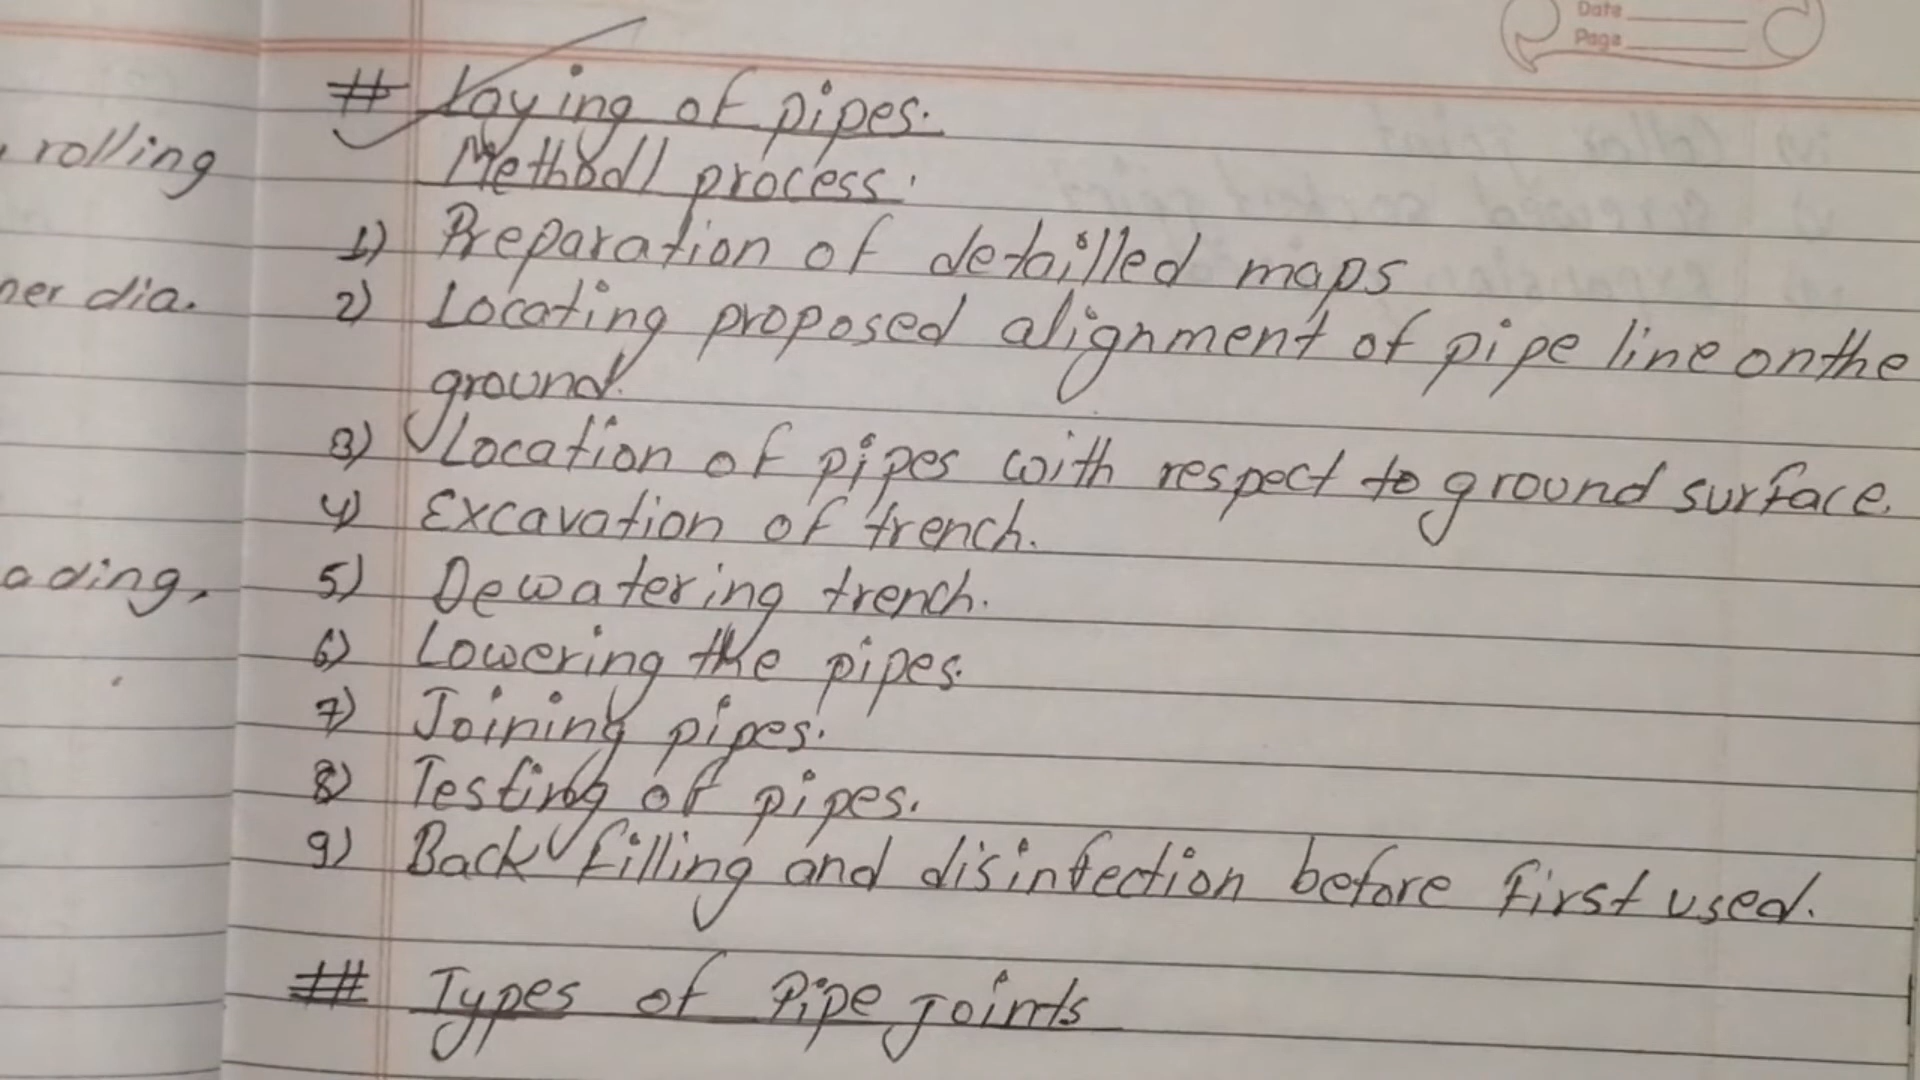 Date
Page
# Laying of pipes.
Method/ process.
1) Preparation of detailled maps
2) Locating proposed alignment of pipe line on the
ground.
3) Location of pipes with respect to ground surface.
4) Excavation of trench.
5) Dewatering trench.
6) Lowering the pipes.
7) Joining pipes.
8) Testing of pipes.
9) Back filling and disinfection before first used.
## Types of Pipe Joints
rolling
dia.